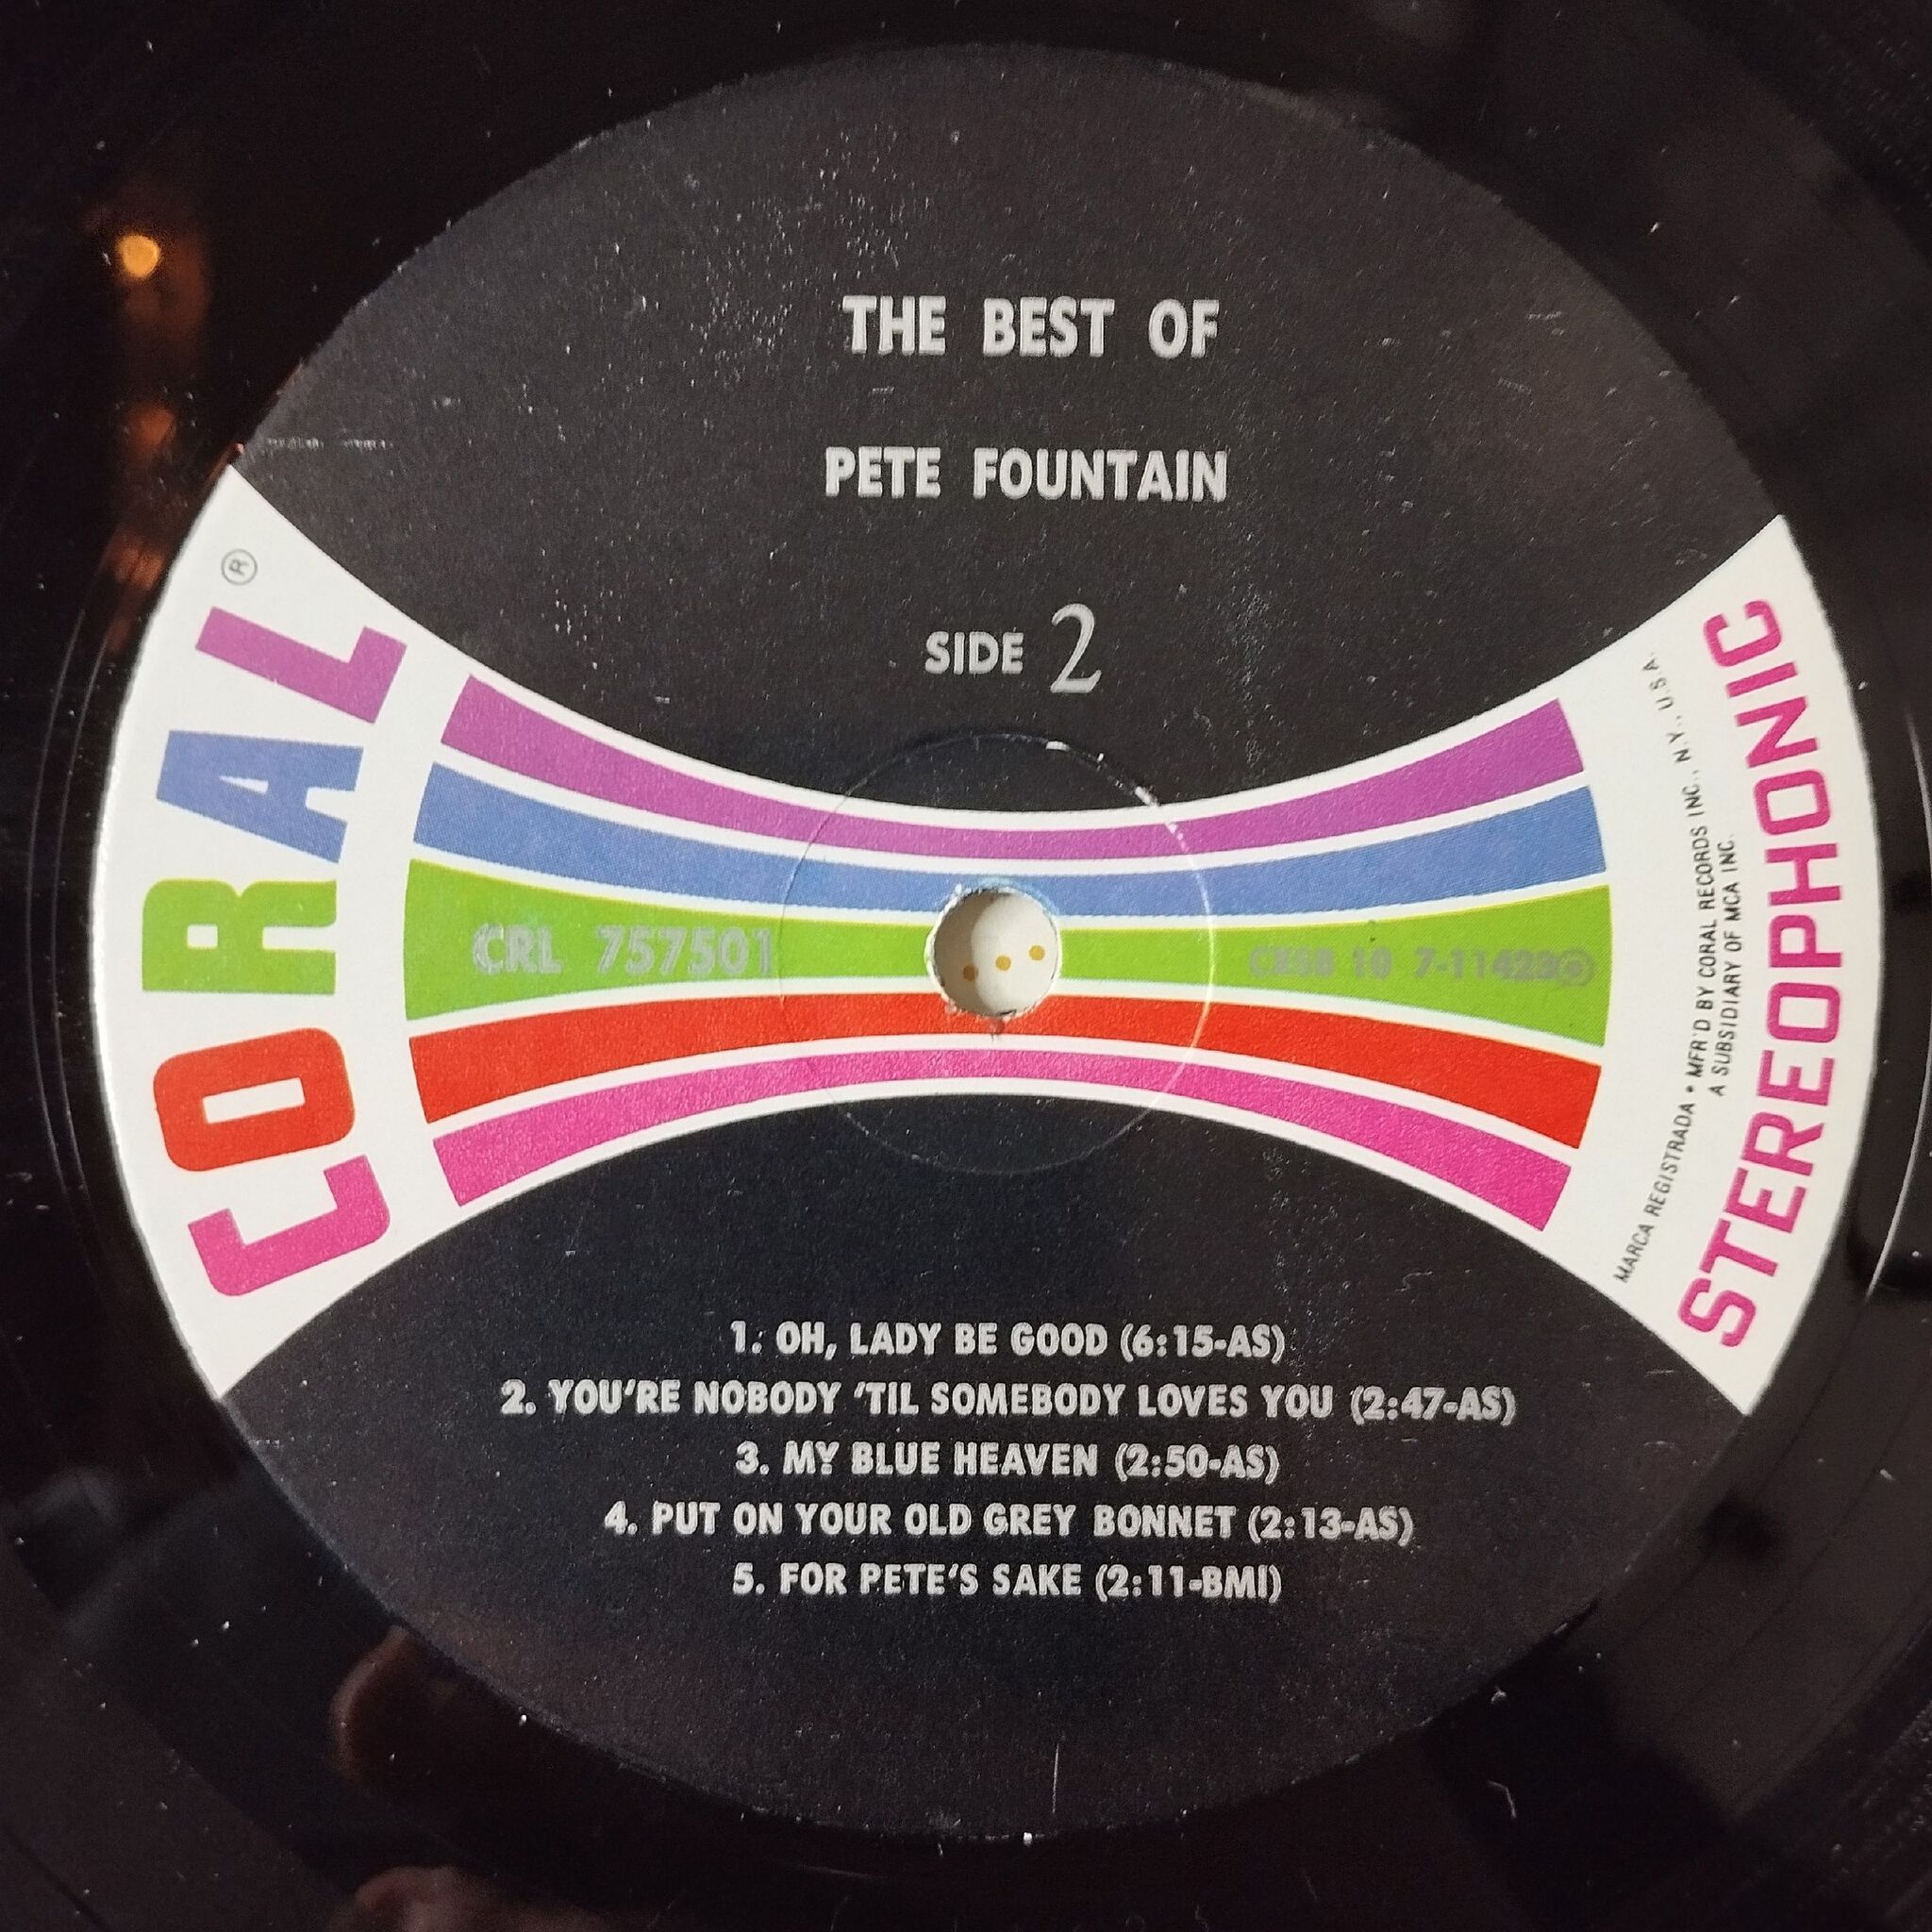 THE BEST OF
PETE FOUNTAIN
SIDE 2
CORAL ®
CRL 757501
7-11423
MARCA REGISTRADA • MFR'D BY CORAL RECORDS INC., N.Y., U.S.A.
A SUBSIDIARY OF MCA INC.
STEREOPHONIC
1. OH, LADY BE GOOD (6:15-AS)
2. YOU'RE NOBODY 'TIL SOMEBODY LOVES YOU (2:47-AS)
3. MY BLUE HEAVEN (2:50-AS)
4. PUT ON YOUR OLD GREY BONNET (2:13-AS)
5. FOR PETE'S SAKE (2:11-BMI)